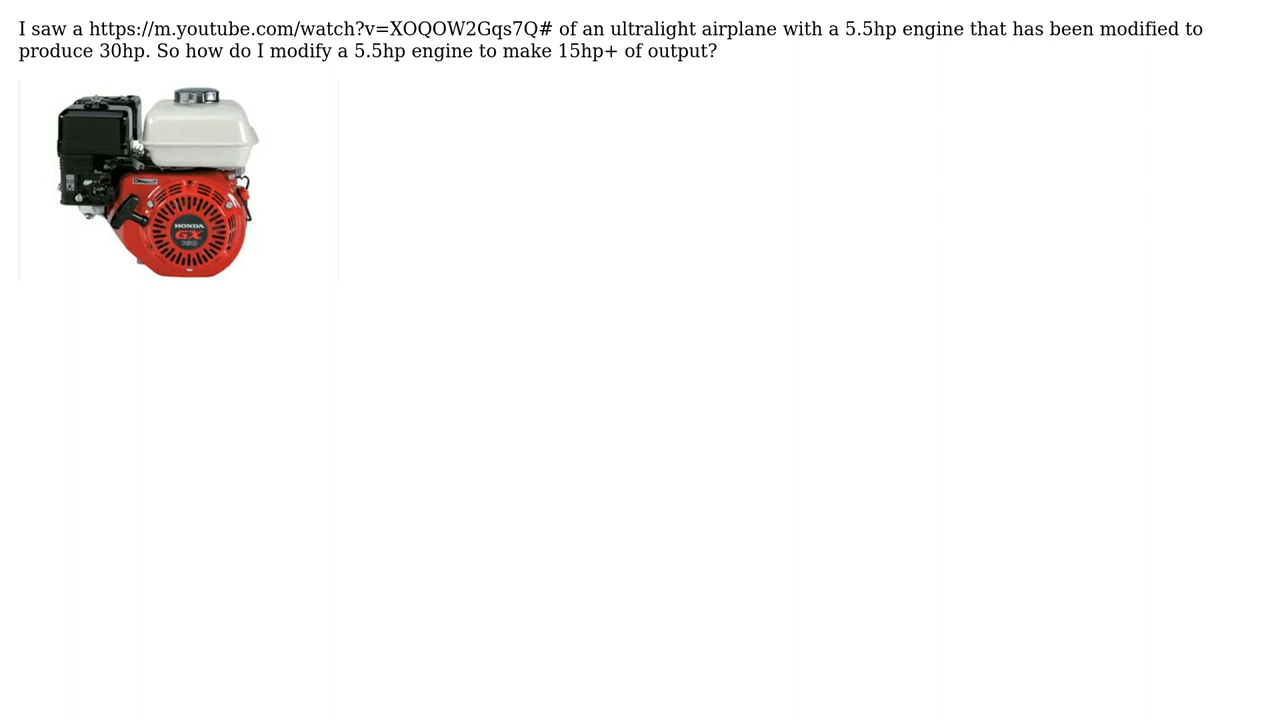 I saw a https://m.youtube.com/watch?v=XOQOW2Gqs7Q# of an ultralight airplane with a 5.5hp engine that has been modified to
produce 30hp. So how do I modify a 5.5hp engine to make 15hp+ of output?
HONDA
GX
160